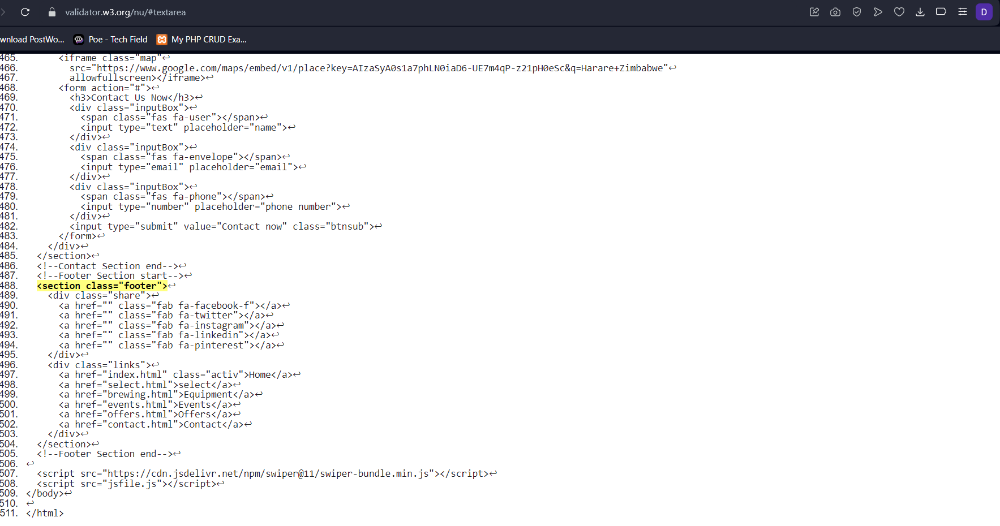 validator.w3.org/nu/#textarea
D
wnload PostWo... Poe - Tech Field My PHP CRUD Exa...
465. <iframe class="map"↩
466. src="https://www.google.com/maps/embed/v1/place?key=AIzaSyA0s1a7phLN0iaD6-UE7m4qP-z21pH0eSc&q=Harare+Zimbabwe"↩
467. allowfullscreen></iframe>↩
468. <form action="#">↩
469. <h3>Contact Us Now</h3>↩
470. <div class="inputBox">↩
471. <span class="fas fa-user"></span>↩
472. <input type="text" placeholder="name">↩
473. </div>↩
474. <div class="inputBox">↩
475. <span class="fas fa-envelope"></span>↩
476. <input type="email" placeholder="email">↩
477. </div>↩
478. <div class="inputBox">↩
479. <span class="fas fa-phone"></span>↩
480. <input type="number" placeholder="phone number">↩
481. </div>↩
482. <input type="submit" value="Contact now" class="btnsub">↩
483. </form>↩
484. </div>↩
485. </section>↩
486. <!--Contact Section end-->↩
487. <!--Footer Section start-->↩
488. <section class="footer">↩
489. <div class="share">↩
490. <a href="" class="fab fa-facebook-f"></a>↩
491. <a href="" class="fab fa-twitter"></a>↩
492. <a href="" class="fab fa-instagram"></a>↩
493. <a href="" class="fab fa-linkedin"></a>↩
494. <a href="" class="fab fa-pinterest"></a>↩
495. </div>↩
496. <div class="links">↩
497. <a href="index.html" class="activ">Home</a>↩
498. <a href="select.html">select</a>↩
499. <a href="brewing.html">Equipment</a>↩
500. <a href="events.html">Events</a>↩
501. <a href="offers.html">Offers</a>↩
502. <a href="contact.html">Contact</a>↩
503. </div>↩
504. </section>↩
505. <!--Footer Section end-->↩
506. ↩
507. <script src="https://cdn.jsdelivr.net/npm/swiper@11/swiper-bundle.min.js"></script>↩
508. <script src="jsfile.js"></script>↩
509. </body>↩
510. ↩
511. </html>